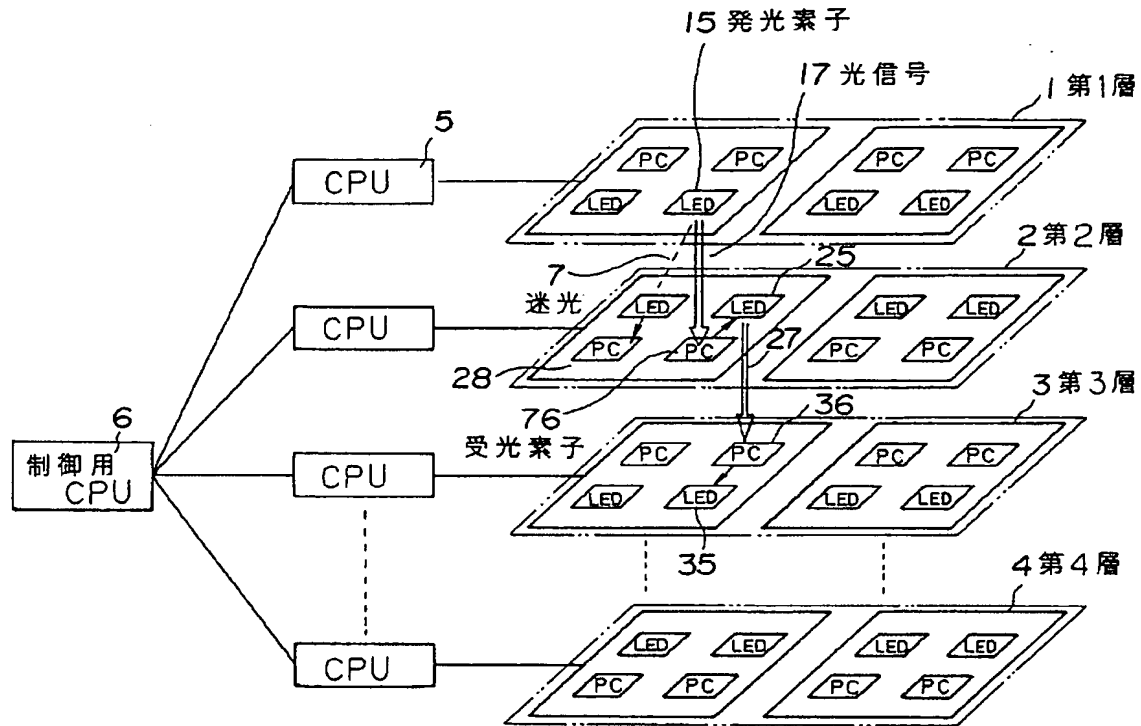 15 発光素子
17 光信号
1 第1層
5
CPU
PC PC PC PC
LED LED LED LED
2 第2層
7
迷光
25
CPU
LED LED LED LED
PC PC PC PC
28
27
76
受光素子
3 第3層
36
6
制御用
CPU
CPU
PC PC PC PC
LED LED LED LED
35
4 第4層
CPU
LED LED LED LED
PC PC PC PC